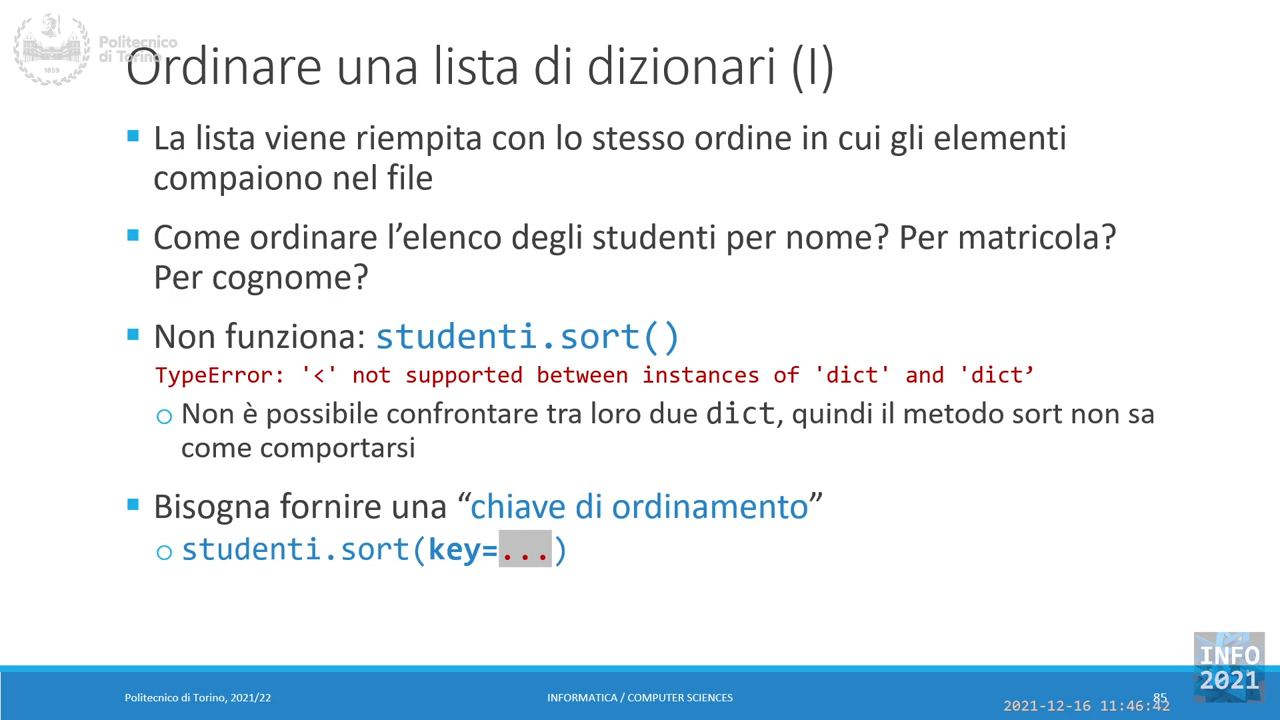 Politecnico
di Torino
1859
Ordinare una lista di dizionari (I)
La lista viene riempita con lo stesso ordine in cui gli elementi
compaiono nel file
Come ordinare l’elenco degli studenti per nome? Per matricola?
Per cognome?
Non funziona: studenti.sort()
TypeError: '<' not supported between instances of 'dict' and 'dict’
Non è possibile confrontare tra loro due dict, quindi il metodo sort non sa
come comportarsi
Bisogna fornire una “chiave di ordinamento”
studenti.sort(key=...)
INFO
2021
Politecnico di Torino, 2021/22
INFORMATICA / COMPUTER SCIENCES
85
2021-12-16 11:46:42